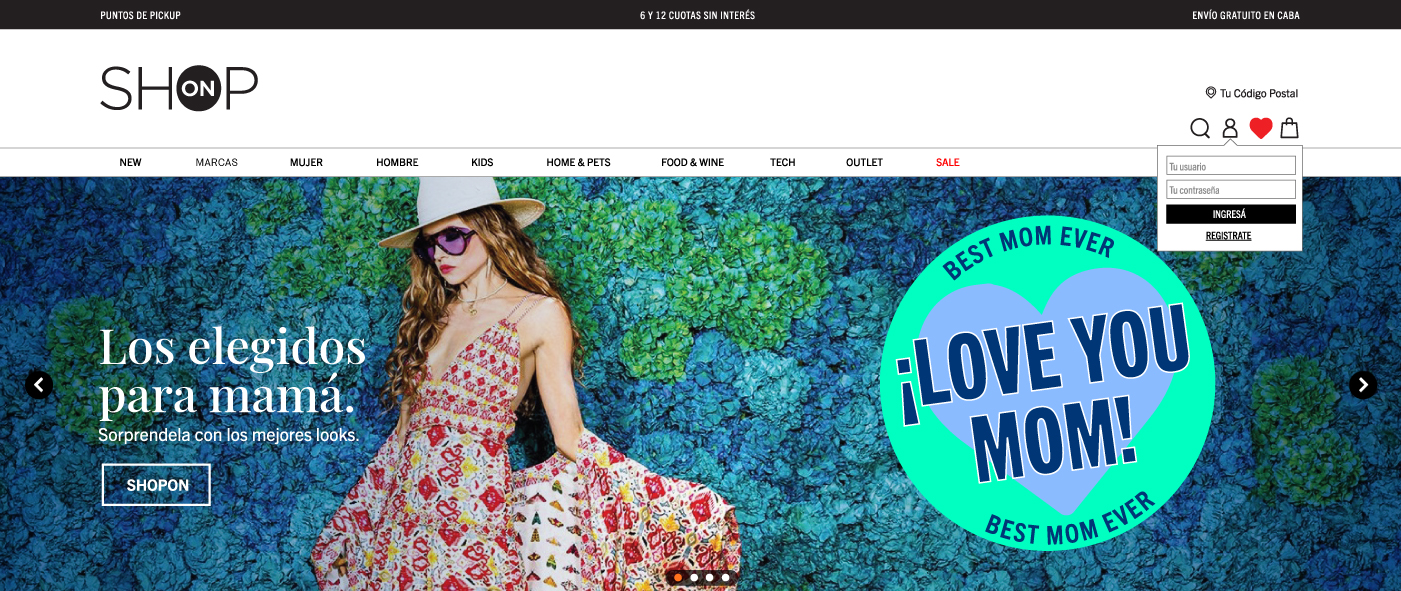 PUNTOS DE PICKUP
6 Y 12 CUOTAS SIN INTERÉS
ENVÍO GRATUITO EN CABA
SHONP
Tu Código Postal
NEW
MARCAS
MUJER
HOMBRE
KIDS
HOME & PETS
FOOD & WINE
TECH
OUTLET
SALE
Tu usuario
Tu contraseña
INGRESÁ
REGISTRATE
Los elegidos
para mamá.
Sorprendela con los mejores looks.
SHOPON
BEST MOM EVER
¡LOVE YOU
MOM!
BEST MOM EVER